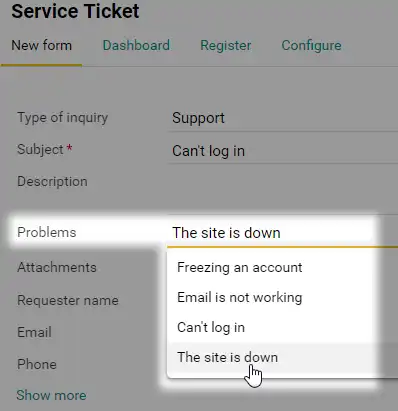 Service Ticket
New form Dashboard Register Configure
Type of inquiry Support
Subject * Can't log in
Description
Problems The site is down
Attachments Freezing an account
Requester name Email is not working
Email Can't log in
Phone The site is down
Show more